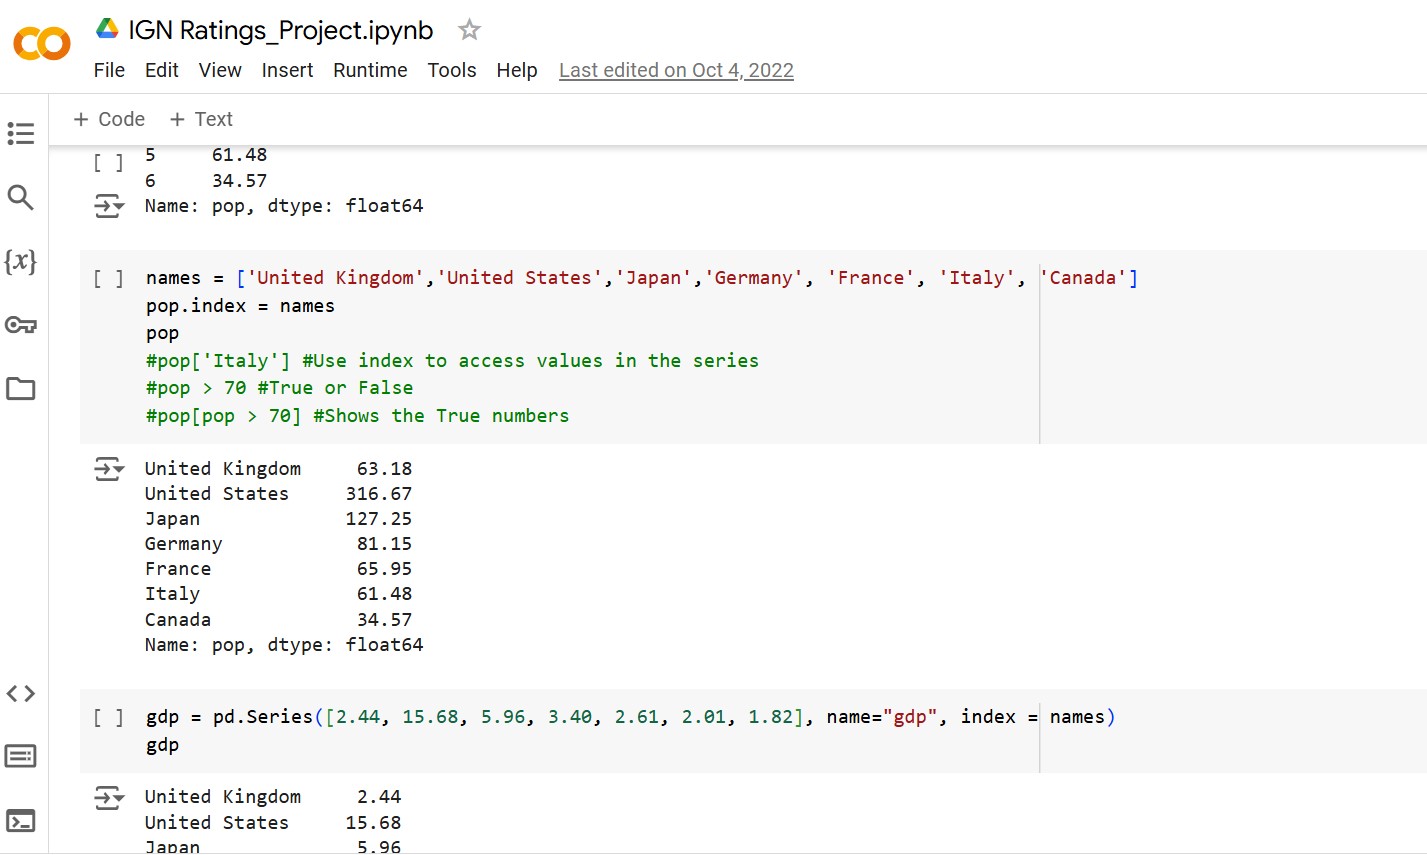 IGN Ratings_Project.ipynb
File Edit View Insert Runtime Tools Help Last edited on Oct 4, 2022
+ Code + Text
[ ] 5 61.48
6 34.57
Name: pop, dtype: float64
[ ] names = ['United Kingdom','United States','Japan','Germany', 'France', 'Italy', 'Canada']
pop.index = names
pop
#pop['Italy'] #Use index to access values in the series
#pop > 70 #True or False
#pop[pop > 70] #Shows the True numbers
United Kingdom 63.18
United States 316.67
Japan 127.25
Germany 81.15
France 65.95
Italy 61.48
Canada 34.57
Name: pop, dtype: float64
[ ] gdp = pd.Series([2.44, 15.68, 5.96, 3.40, 2.61, 2.01, 1.82], name="gdp", index = names)
gdp
United Kingdom 2.44
United States 15.68
Japan 5.96
{x}